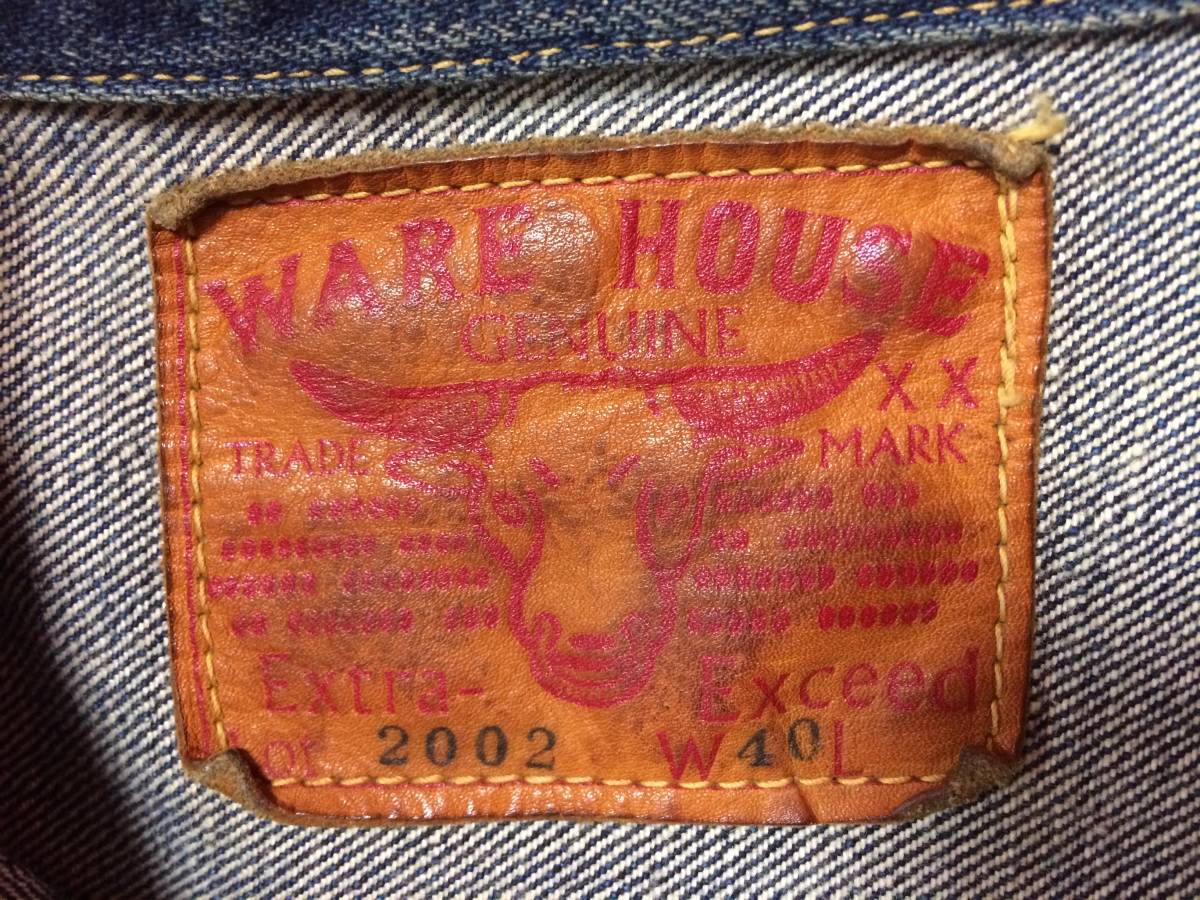 WARE HOUSE
GENUINE
XX
TRADE MARK
Extra- Exceed
Lot 2002 W40L